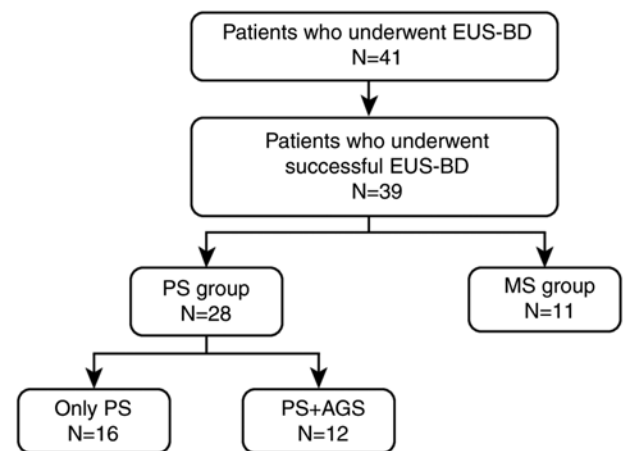 Patients who underwent EUS-BD
N=41
Patients who underwent
successful EUS-BD
N=39
PS group
N=28
MS group
N=11
Only PS
N=16
PS+AGS
N=12